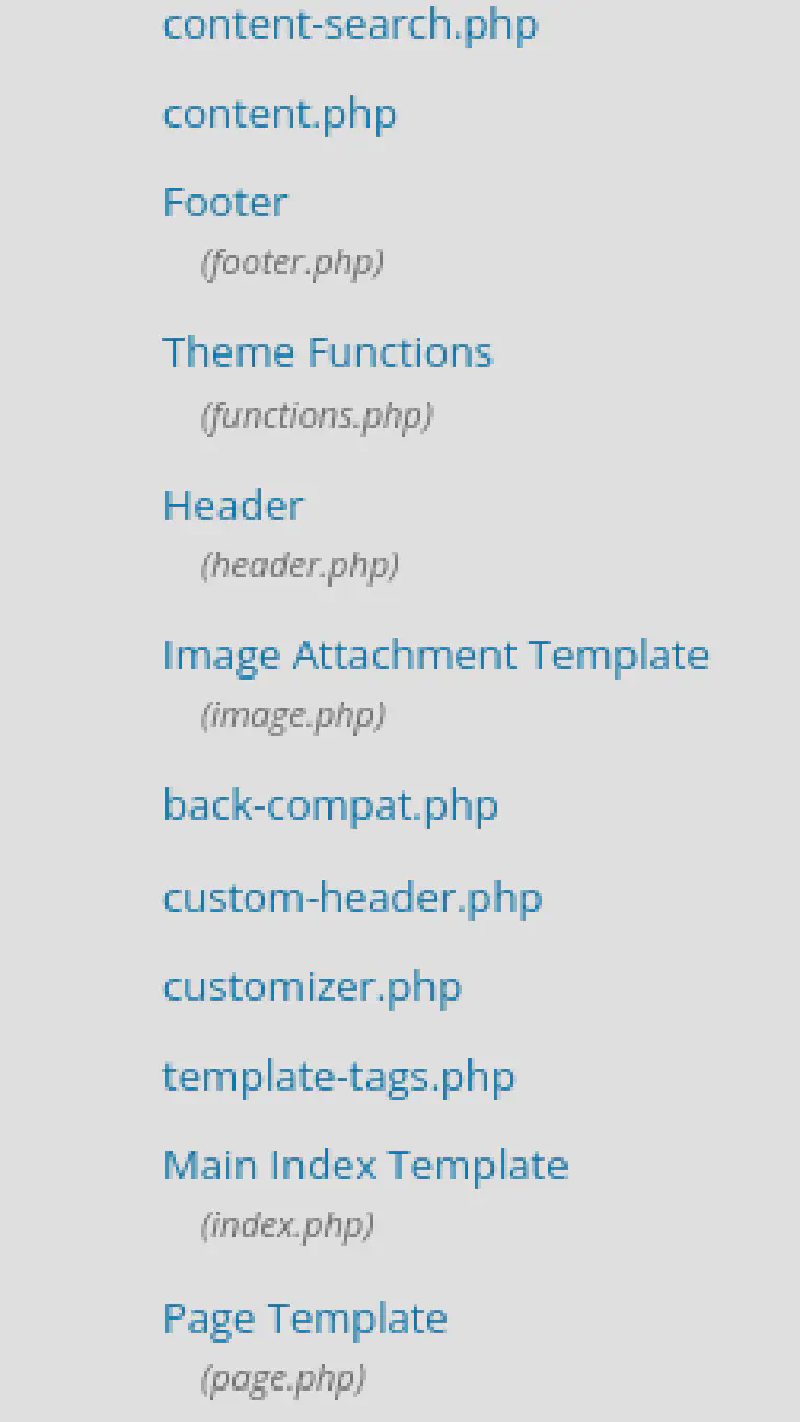 content-search.php
content.php
Footer
(footer.php)
Theme Functions
(functions.php)
Header
(header.php)
Image Attachment Template
(image.php)
back-compat.php
custom-header.php
customizer.php
template-tags.php
Main Index Template
(index.php)
Page Template
(page.php)